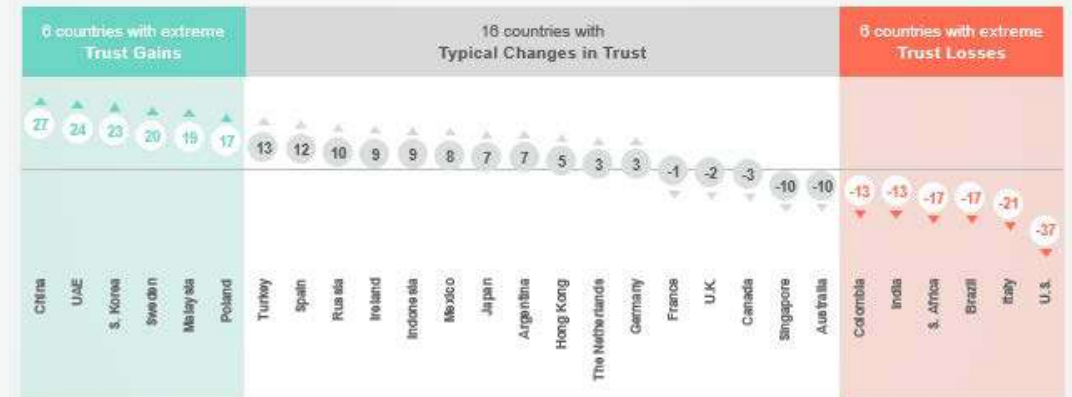 6 countries with extreme
Trust Gains
16 countries with
Typical Changes in Trust
6 countries with extreme
Trust Losses
27 24 23 20 19 17 13 12 10 9 9 8 7 7 5 3 3 -1 -2 -3 -10 -10 -13 -13 -17 -17 -21 -37
China
UAE
S. Korea
Sweden
Malaysia
Poland
Turkey
Spain
Russia
Ireland
Indonesia
Mexico
Japan
Argentina
Hong Kong
The Netherlands
Germany
France
U.K.
Canada
Singapore
Australia
Colombia
India
S. Africa
Brazil
Italy
U.S.